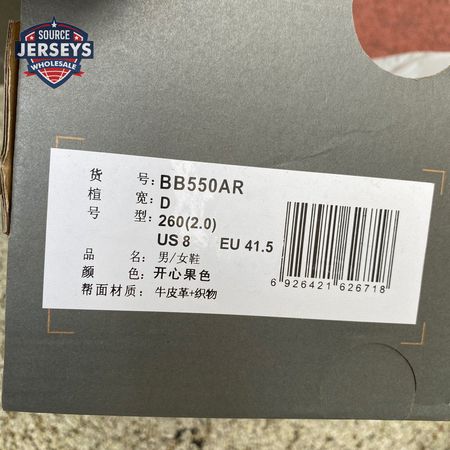 SOURCE
JERSEYS
WHOLESALE
货 号: BB550AR
楦 宽: D
号 型: 260(2.0)
US 8 EU 41.5
品 名: 男/女鞋
颜 色: 开心果色
帮面材质: 牛皮革+织物
6 926421 626718